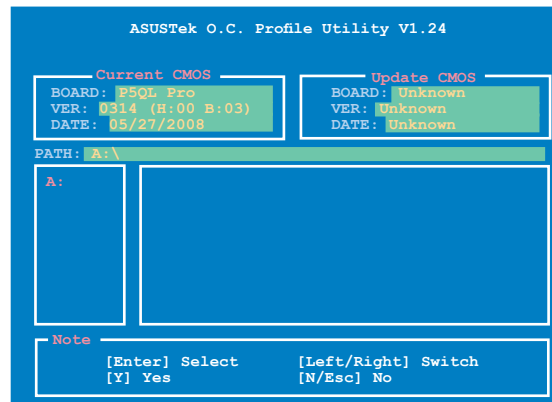 ASUSTek O.C. Profile Utility V1.24
Current CMOS
BOARD: P5QL Pro
VER: 0314 (H:00 B:03)
DATE: 05/27/2008
Update CMOS
BOARD: Unknown
VER: Unknown
DATE: Unknown
PATH: A:\
A:
Note
[Enter] Select [Left/Right] Switch
[Y] Yes [N/Esc] No